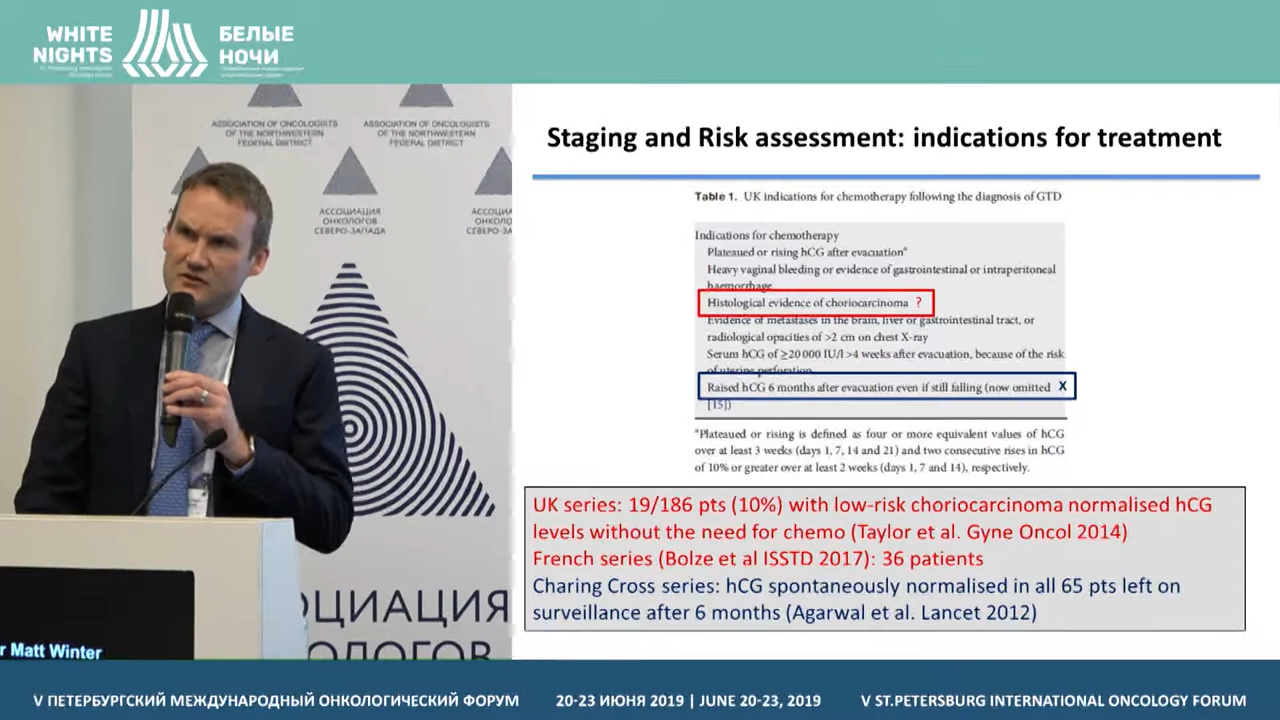 WHITE
NIGHTS
БЕЛЫЕ
НОЧИ
ASSOCIATION OF ONCOLOGISTS
OF THE NORTHWESTERN
FEDERAL DISTRICT
ASSOCIATION OF ONCOLOGISTS
OF THE NORTHWESTERN
FEDERAL DISTRICT
АССОЦИАЦИЯ
ОНКОЛОГОВ
СЕВЕРО-ЗАПАДА
АССОЦИА
ОНКОЛО
СЕВЕРО-З
ОЦИАЦИЯ
ОЛОГОВ
r Matt Winter
Staging and Risk assessment: indications for treatment
Table 1. UK indications for chemotherapy following the diagnosis of GTD
Indications for chemotherapy
Plateaued or rising hCG after evacuationᵃ
Heavy vaginal bleeding or evidence of gastrointestinal or intraperitoneal
haemorrhage
Histological evidence of choriocarcinoma ?
Evidence of metastases in the brain, liver or gastrointestinal tract, or
radiological opacities of >2 cm on chest X-ray
Serum hCG of ≥20 000 IU/l >4 weeks after evacuation, because of the risk
of uterine perforation
Raised hCG 6 months after evacuation even if still falling (now omitted X
[15])
ᵃPlateaued or rising is defined as four or more equivalent values of hCG
over at least 3 weeks (days 1, 7, 14 and 21) and two consecutive rises in hCG
of 10% or greater over at least 2 weeks (days 1, 7 and 14), respectively.
UK series: 19/186 pts (10%) with low-risk choriocarcinoma normalised hCG
levels without the need for chemo (Taylor et al. Gyne Oncol 2014)
French series (Bolze et al ISSTD 2017): 36 patients
Charing Cross series: hCG spontaneously normalised in all 65 pts left on
surveillance after 6 months (Agarwal et al. Lancet 2012)
V ПЕТЕРБУРГСКИЙ МЕЖДУНАРОДНЫЙ ОНКОЛОГИЧЕСКИЙ ФОРУМ 20-23 ИЮНЯ 2019 | JUNE 20-23, 2019 V ST.PETERSBURG INTERNATIONAL ONCOLOGY FORUM